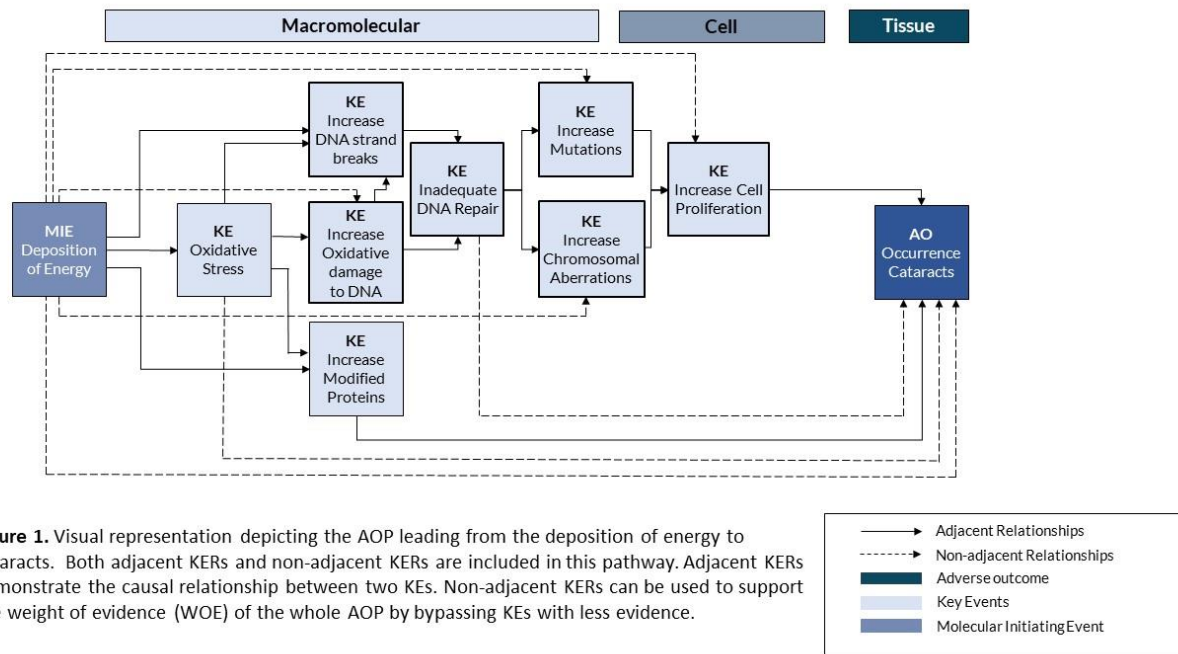 Macromolecular
Cell
Tissue
KE
Increase
DNA strand
breaks
KE
Increase
Mutations
KE
Inadequate
DNA Repair
KE
Increase Cell
Proliferation
MIE
Deposition
of Energy
KE
Oxidative
Stress
KE
Increase
Oxidative
damage
to DNA
KE
Increase
Chromosomal
Aberrations
AO
Occurrence
Cataracts
KE
Increase
Modified
Proteins
ure 1. Visual representation depicting the AOP leading from the deposition of energy to
aracts. Both adjacent KERs and non-adjacent KERs are included in this pathway. Adjacent KERs
monstrate the causal relationship between two KEs. Non-adjacent KERs can be used to support
e weight of evidence (WOE) of the whole AOP by bypassing KEs with less evidence.
Adjacent Relationships
Non-adjacent Relationships
Adverse outcome
Key Events
Molecular Initiating Event